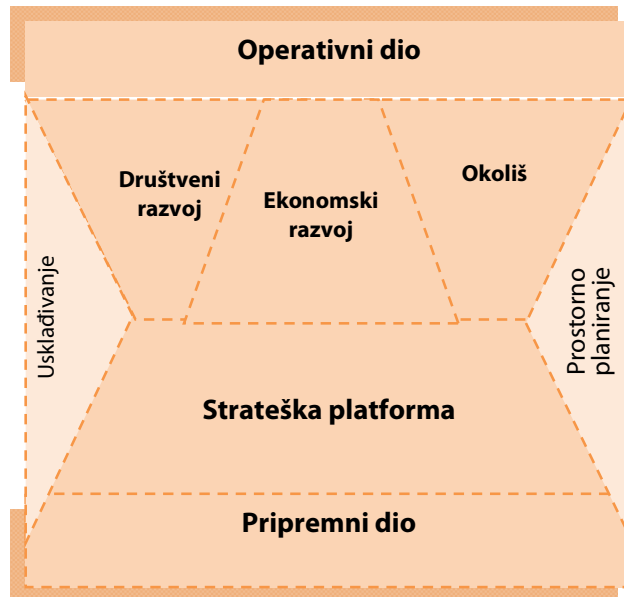 Operativni dio
Društveni
razvoj
Ekonomski
razvoj
Okoliš
Usklađivanje
Prostorno
planiranje
Strateška platforma
Pripremni dio